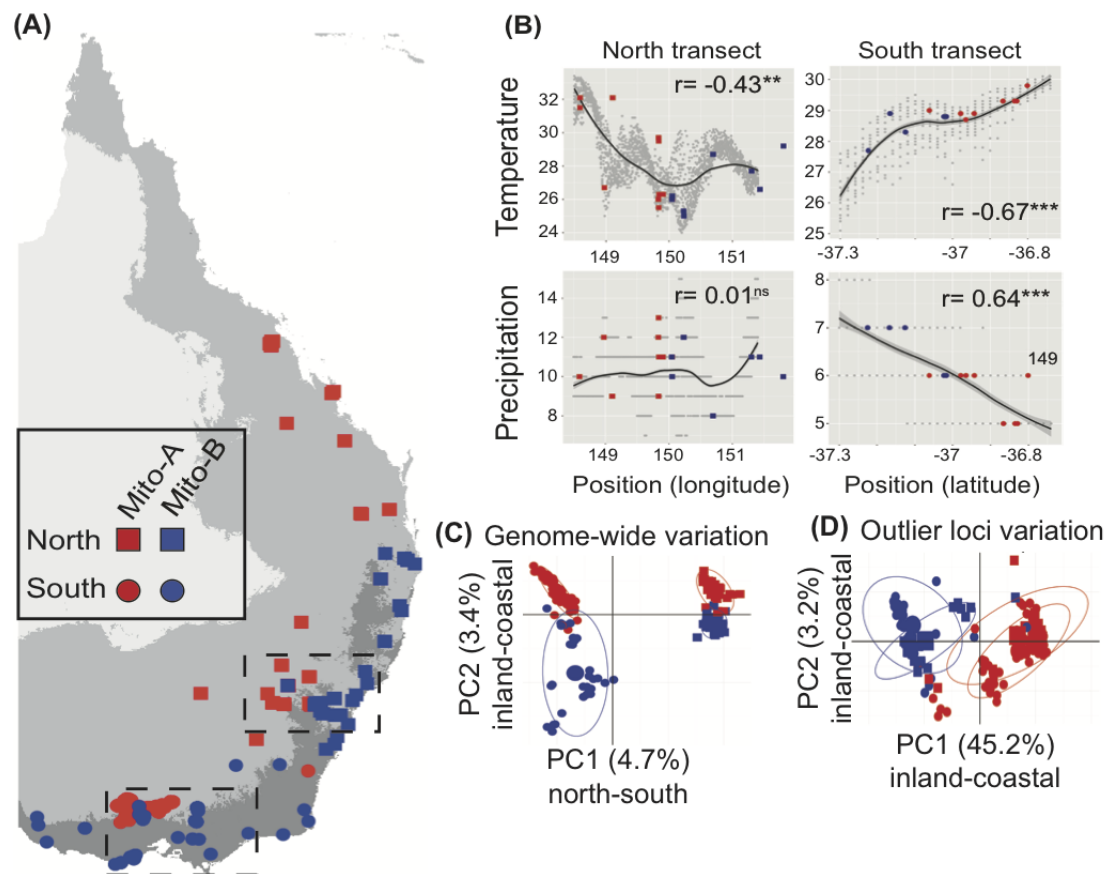 (A)
Mito-A
Mito-B
North
South
(B)
North transect
South transect
Temperature
32
30
28
26
24
r= -0.43**
149
150
151
30
29
28
27
26
25
r= -0.67***
-37.3
-37
-36.8
Precipitation
14
12
10
8
r= 0.01ns
149
150
151
8
7
6
5
r= 0.64***
149
-37.3
-37
-36.8
Position (longitude)
Position (latitude)
(C) Genome-wide variation
PC2 (3.4%)
inland-coastal
PC1 (4.7%)
north-south
(D) Outlier loci variation
PC2 (3.2%)
inland-coastal
PC1 (45.2%)
inland-coastal